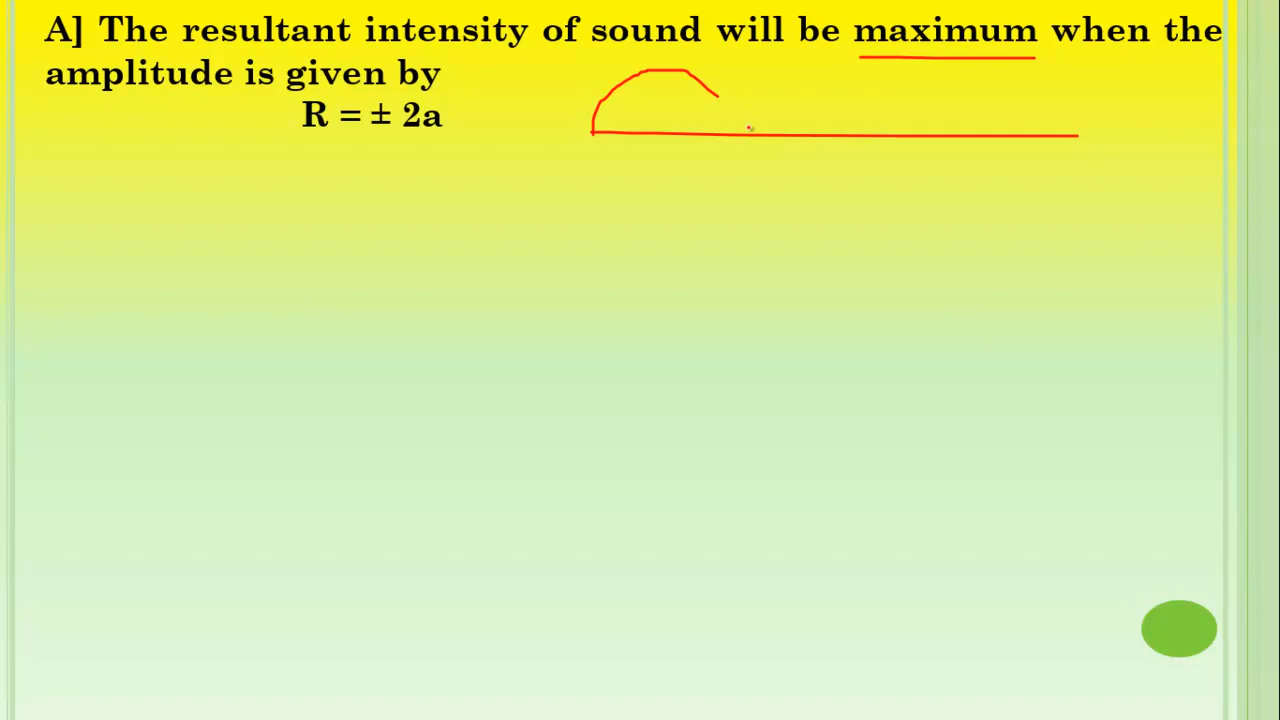 A] The resultant intensity of sound will be maximum when the
amplitude is given by
R = ± 2a